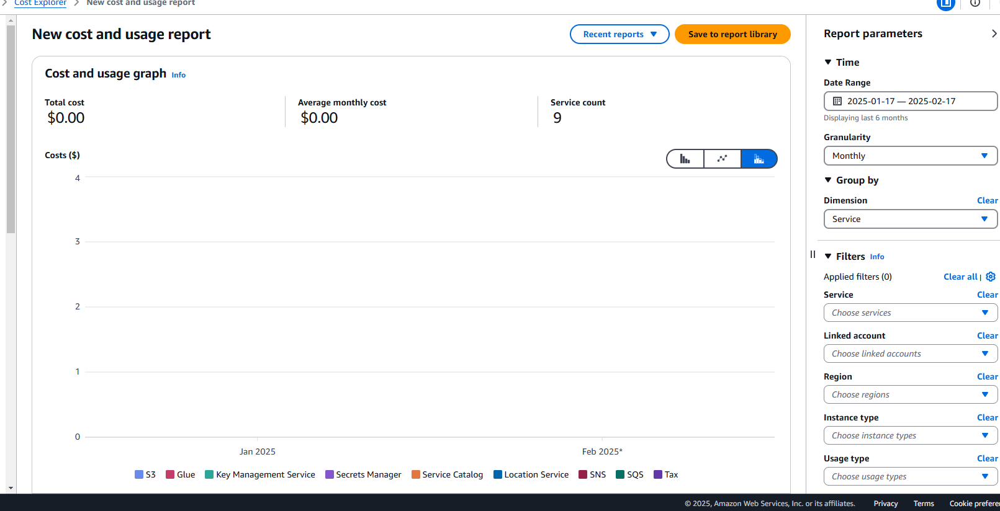 Cost Explorer New cost and usage report
New cost and usage report
Recent reports
Save to report library
Cost and usage graph Info
Total cost
$0.00
Average monthly cost
$0.00
Service count
9
Costs ($)
4
3
2
1
0
Jan 2025
Feb 2025*
S3 Glue Key Management Service Secrets Manager Service Catalog Location Service SNS SQS Tax
Report parameters
Time
Date Range
2025-01-17 — 2025-02-17
Displaying last 6 months
Granularity
Monthly
Group by
Dimension Clear
Service
Filters Info
Applied filters (0) Clear all |
Service Clear
Choose services
Linked account Clear
Choose linked accounts
Region Clear
Choose regions
Instance type Clear
Choose instance types
Usage type Clear
Choose usage types
© 2025, Amazon Web Services, Inc. or its affiliates. Privacy Terms Cookie prefere